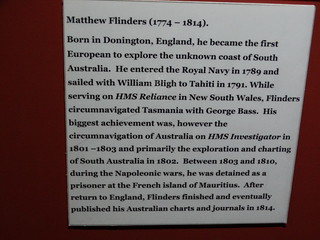 Matthew Flinders (1774 – 1814).
Born in Donington, England, he became the first
European to explore the unknown coast of South
Australia.  He entered the Royal Navy in 1789 and
sailed with William Bligh to Tahiti in 1791. While
serving on HMS Reliance in New South Wales, Flinders
circumnavigated Tasmania with George Bass.  His
biggest achievement was, however the
circumnavigation of Australia on HMS Investigator in
1801 –1803 and primarily the exploration and charting
of South Australia in 1802.  Between 1803 and 1810,
during the Napoleonic wars, he was detained as a
prisoner at the French island of Mauritius.  After
return to England, Flinders finished and eventually
published his Australian charts and journals in 1814.